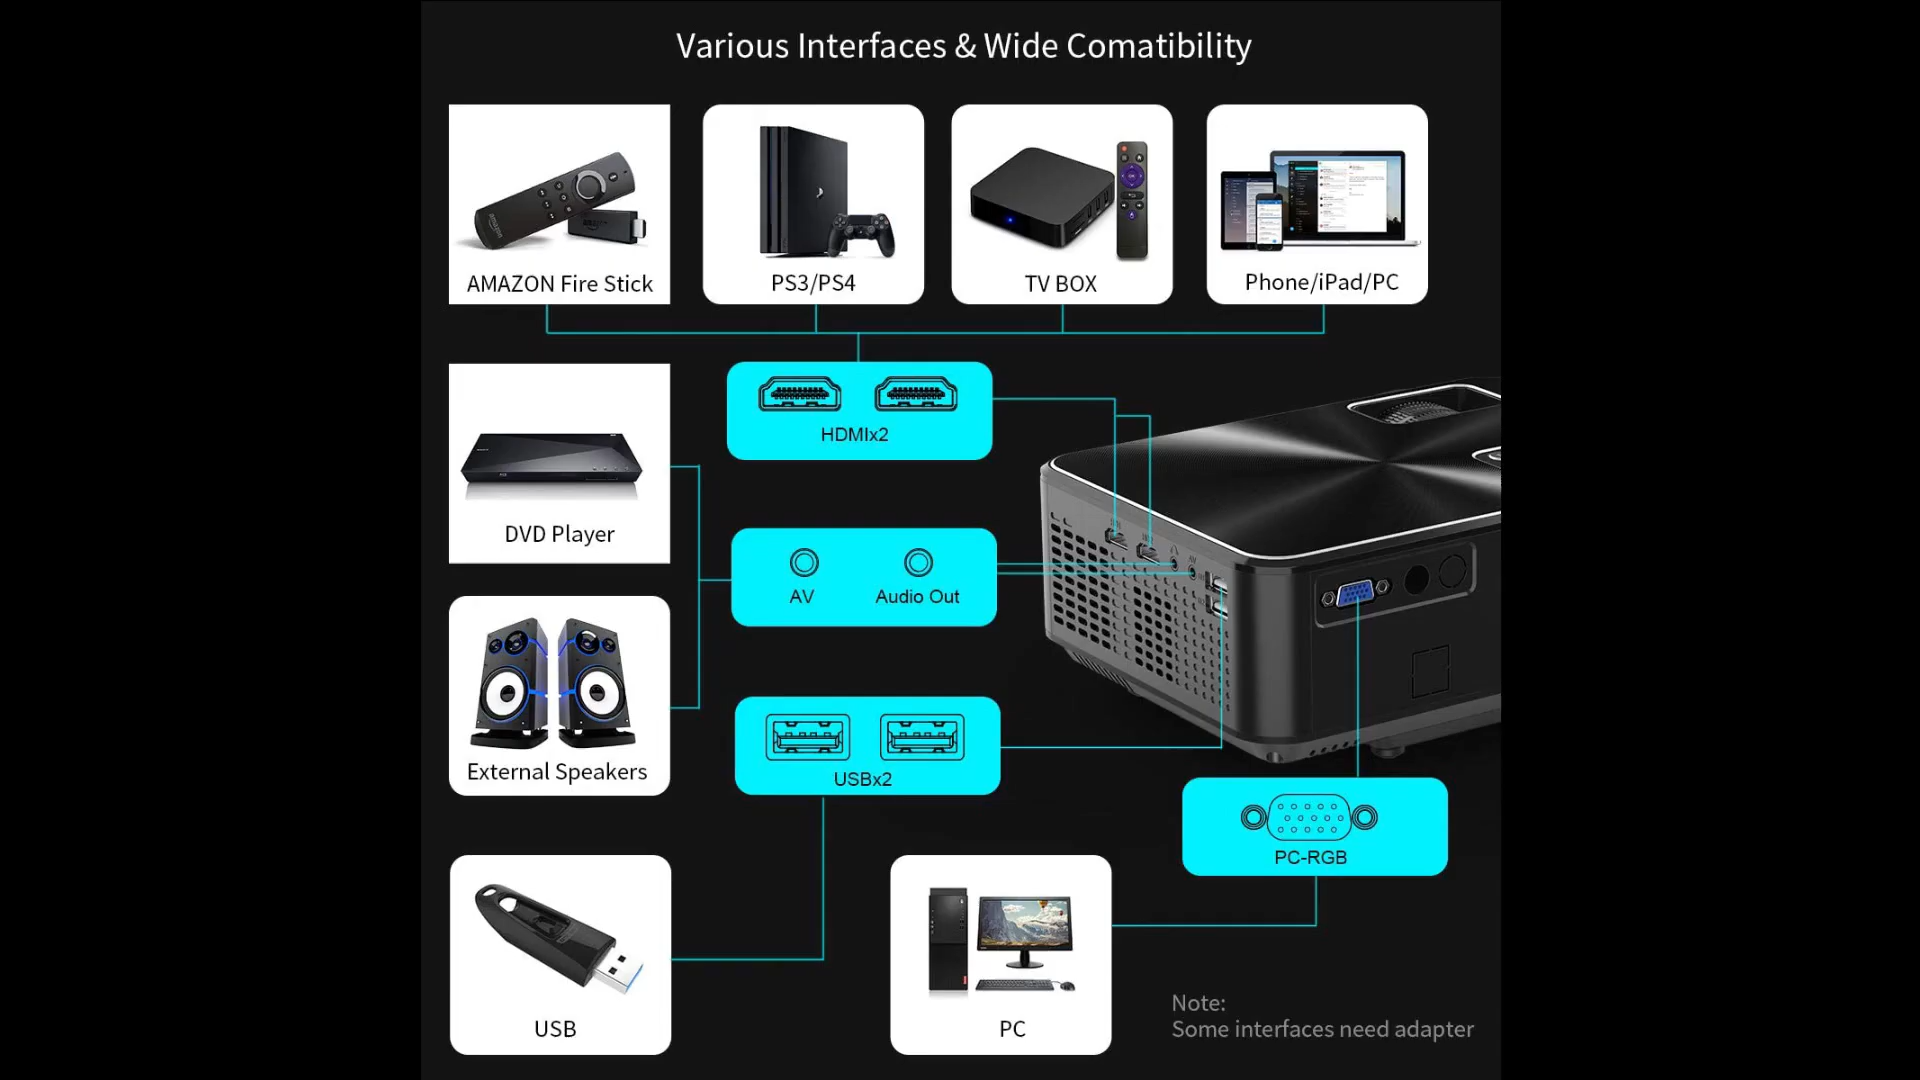 Various Interfaces & Wide Comatibility
AMAZON Fire Stick
PS3/PS4
TV BOX
Phone/iPad/PC
HDMIx2
DVD Player
AV
Audio Out
External Speakers
USBx2
PC-RGB
USB
PC
Note:
Some interfaces need adapter